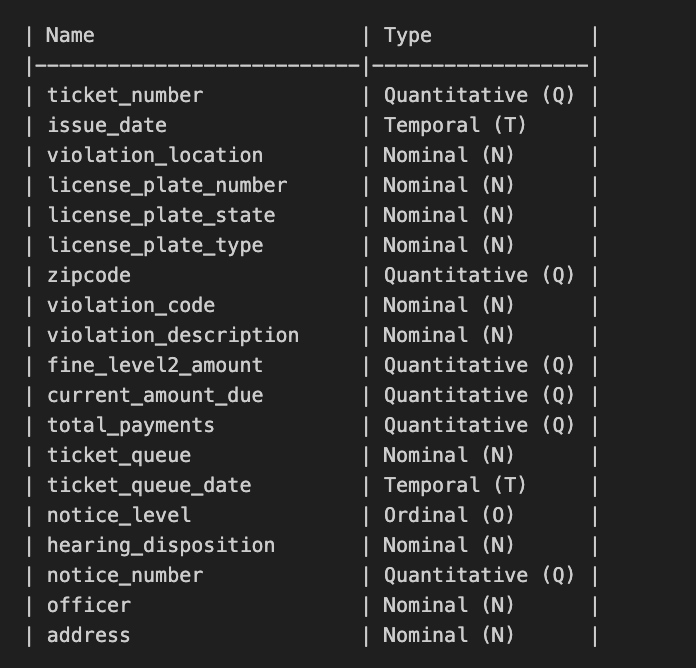 | Name | Type |
|---------------------------|------------------|
| ticket_number | Quantitative (Q) |
| issue_date | Temporal (T) |
| violation_location | Nominal (N) |
| license_plate_number | Nominal (N) |
| license_plate_state | Nominal (N) |
| license_plate_type | Nominal (N) |
| zipcode | Quantitative (Q) |
| violation_code | Nominal (N) |
| violation_description | Nominal (N) |
| fine_level2_amount | Quantitative (Q) |
| current_amount_due | Quantitative (Q) |
| total_payments | Quantitative (Q) |
| ticket_queue | Nominal (N) |
| ticket_queue_date | Temporal (T) |
| notice_level | Ordinal (O) |
| hearing_disposition | Nominal (N) |
| notice_number | Quantitative (Q) |
| officer | Nominal (N) |
| address | Nominal (N) |